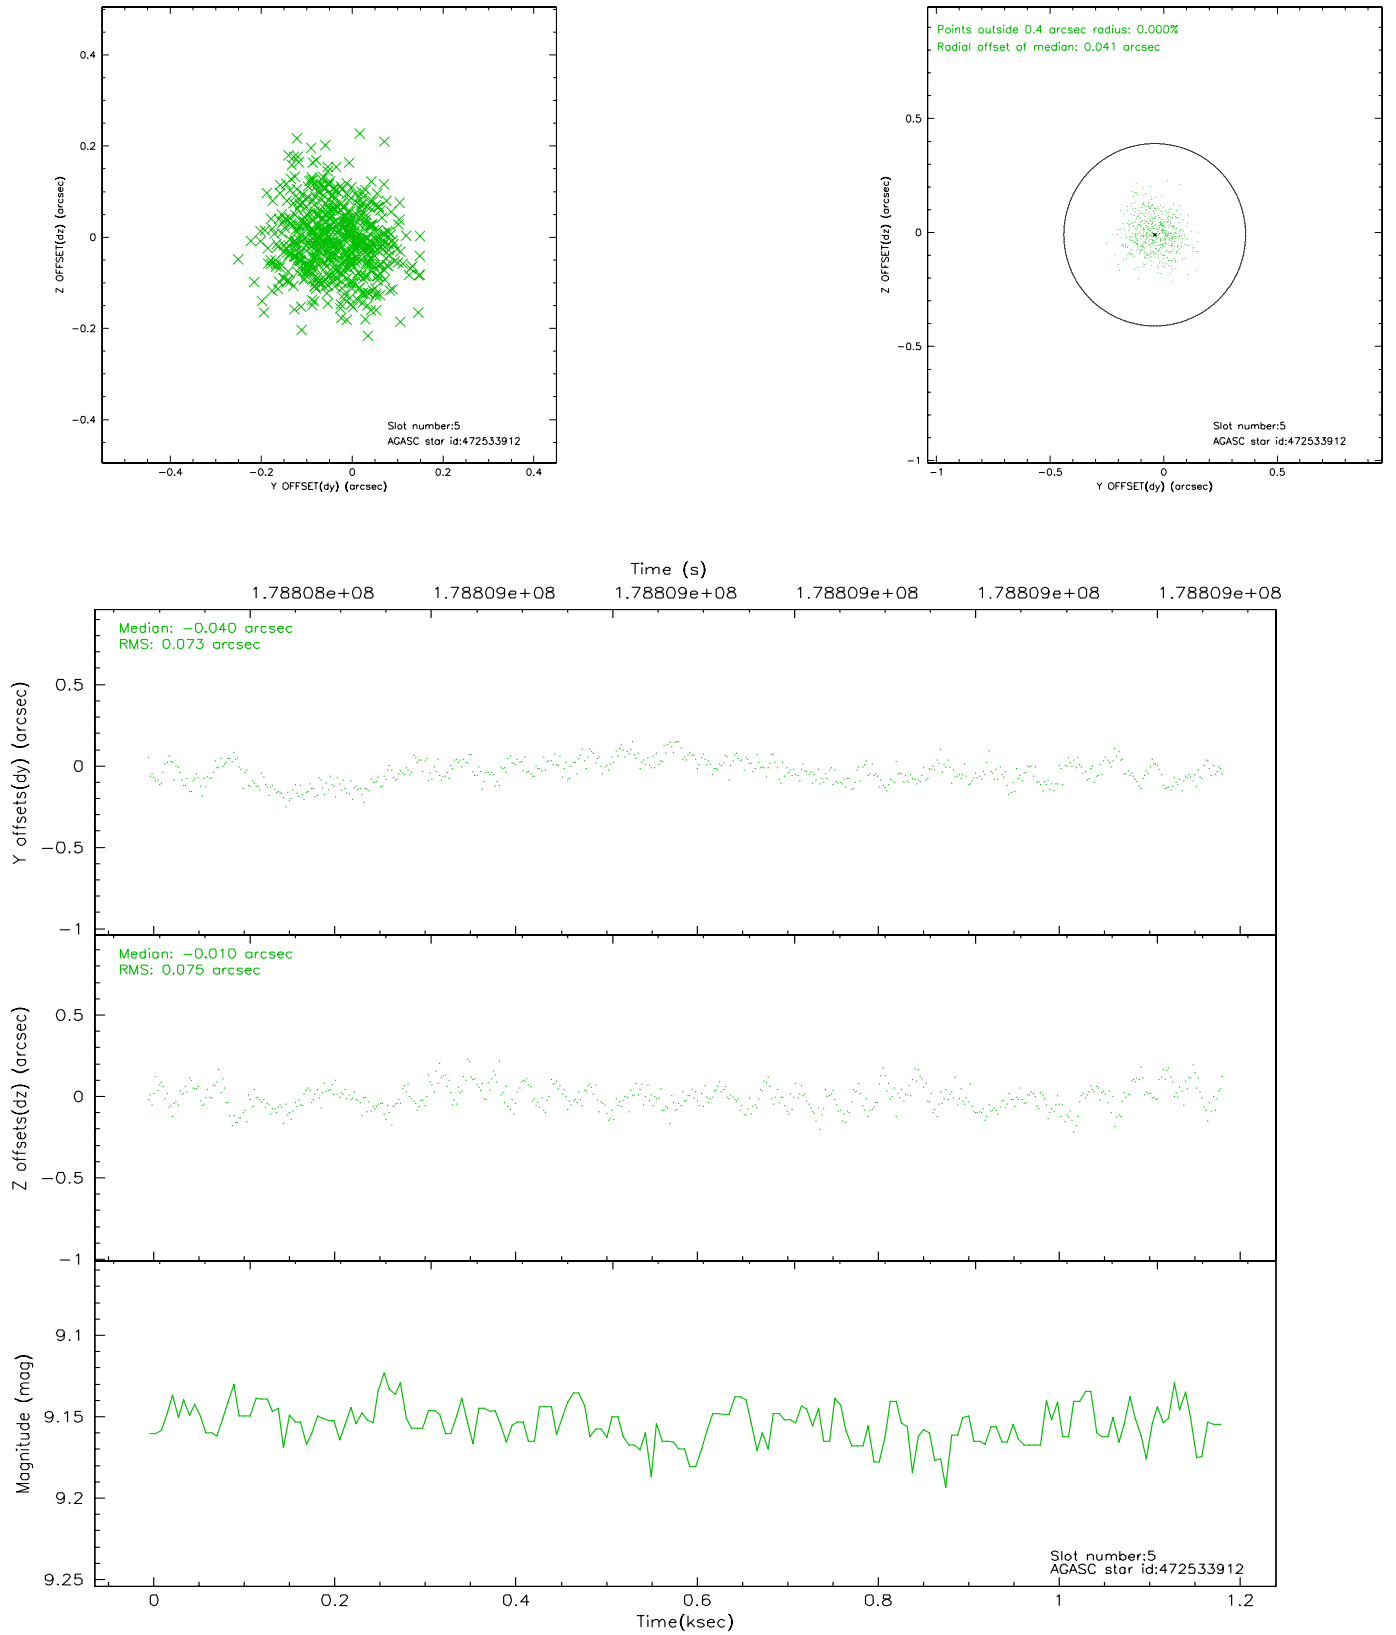 0.4
0.2
0
−0.2
−0.4
Z OFFSET(dz) (arcsec)
−0.4 −0.2 0 0.2 0.4
Y OFFSET(dy) (arcsec)
Slot number:5
AGASC star id:472533912
Points outside 0.4 arcsec radius: 0.000%
Radial offset of median: 0.041 arcsec
0.5
0
−0.5
−1
Z OFFSET(dz) (arcsec)
−1 −0.5 0 0.5
Y OFFSET(dy) (arcsec)
Slot number:5
AGASC star id:472533912
Time (s)
1.78808e+08 1.78809e+08 1.78809e+08 1.78809e+08 1.78809e+08 1.78809e+08
Median: −0.040 arcsec
RMS: 0.073 arcsec
0.5
0
−0.5
−1
Y offsets(dy) (arcsec)
Median: −0.010 arcsec
RMS: 0.075 arcsec
0.5
0
−0.5
−1
Z offsets(dz) (arcsec)
9.1
9.15
9.2
9.25
Magnitude (mag)
Slot number:5
AGASC star id:472533912
0 0.2 0.4 0.6 0.8 1 1.2
Time(ksec)